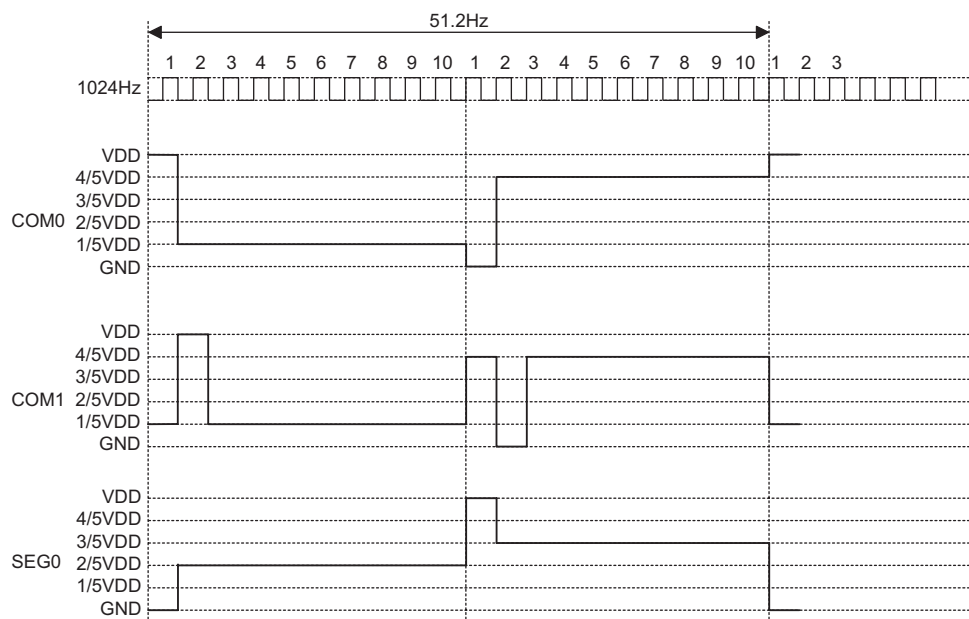 51.2Hz
1 2 3 4 5 6 7 8 9 10 1 2 3 4 5 6 7 8 9 10 1 2 3
1024Hz
VDD
4/5VDD
3/5VDD
COM0 2/5VDD
1/5VDD
GND
VDD
4/5VDD
3/5VDD
COM1 2/5VDD
1/5VDD
GND
VDD
4/5VDD
3/5VDD
SEG0 2/5VDD
1/5VDD
GND